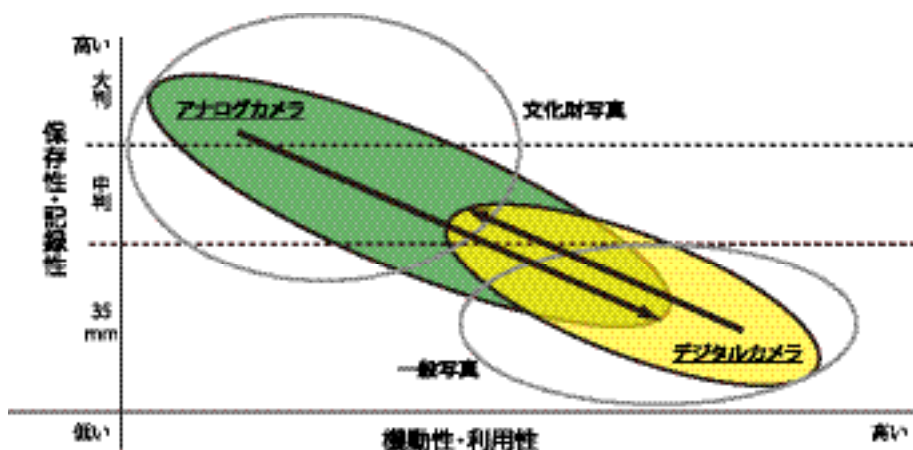 高い
大判
アナログカメラ
文化財写真
保存性・記録性
中判
35
mm
デジタルカメラ
一般写真
低い
機動性・利用性
高い